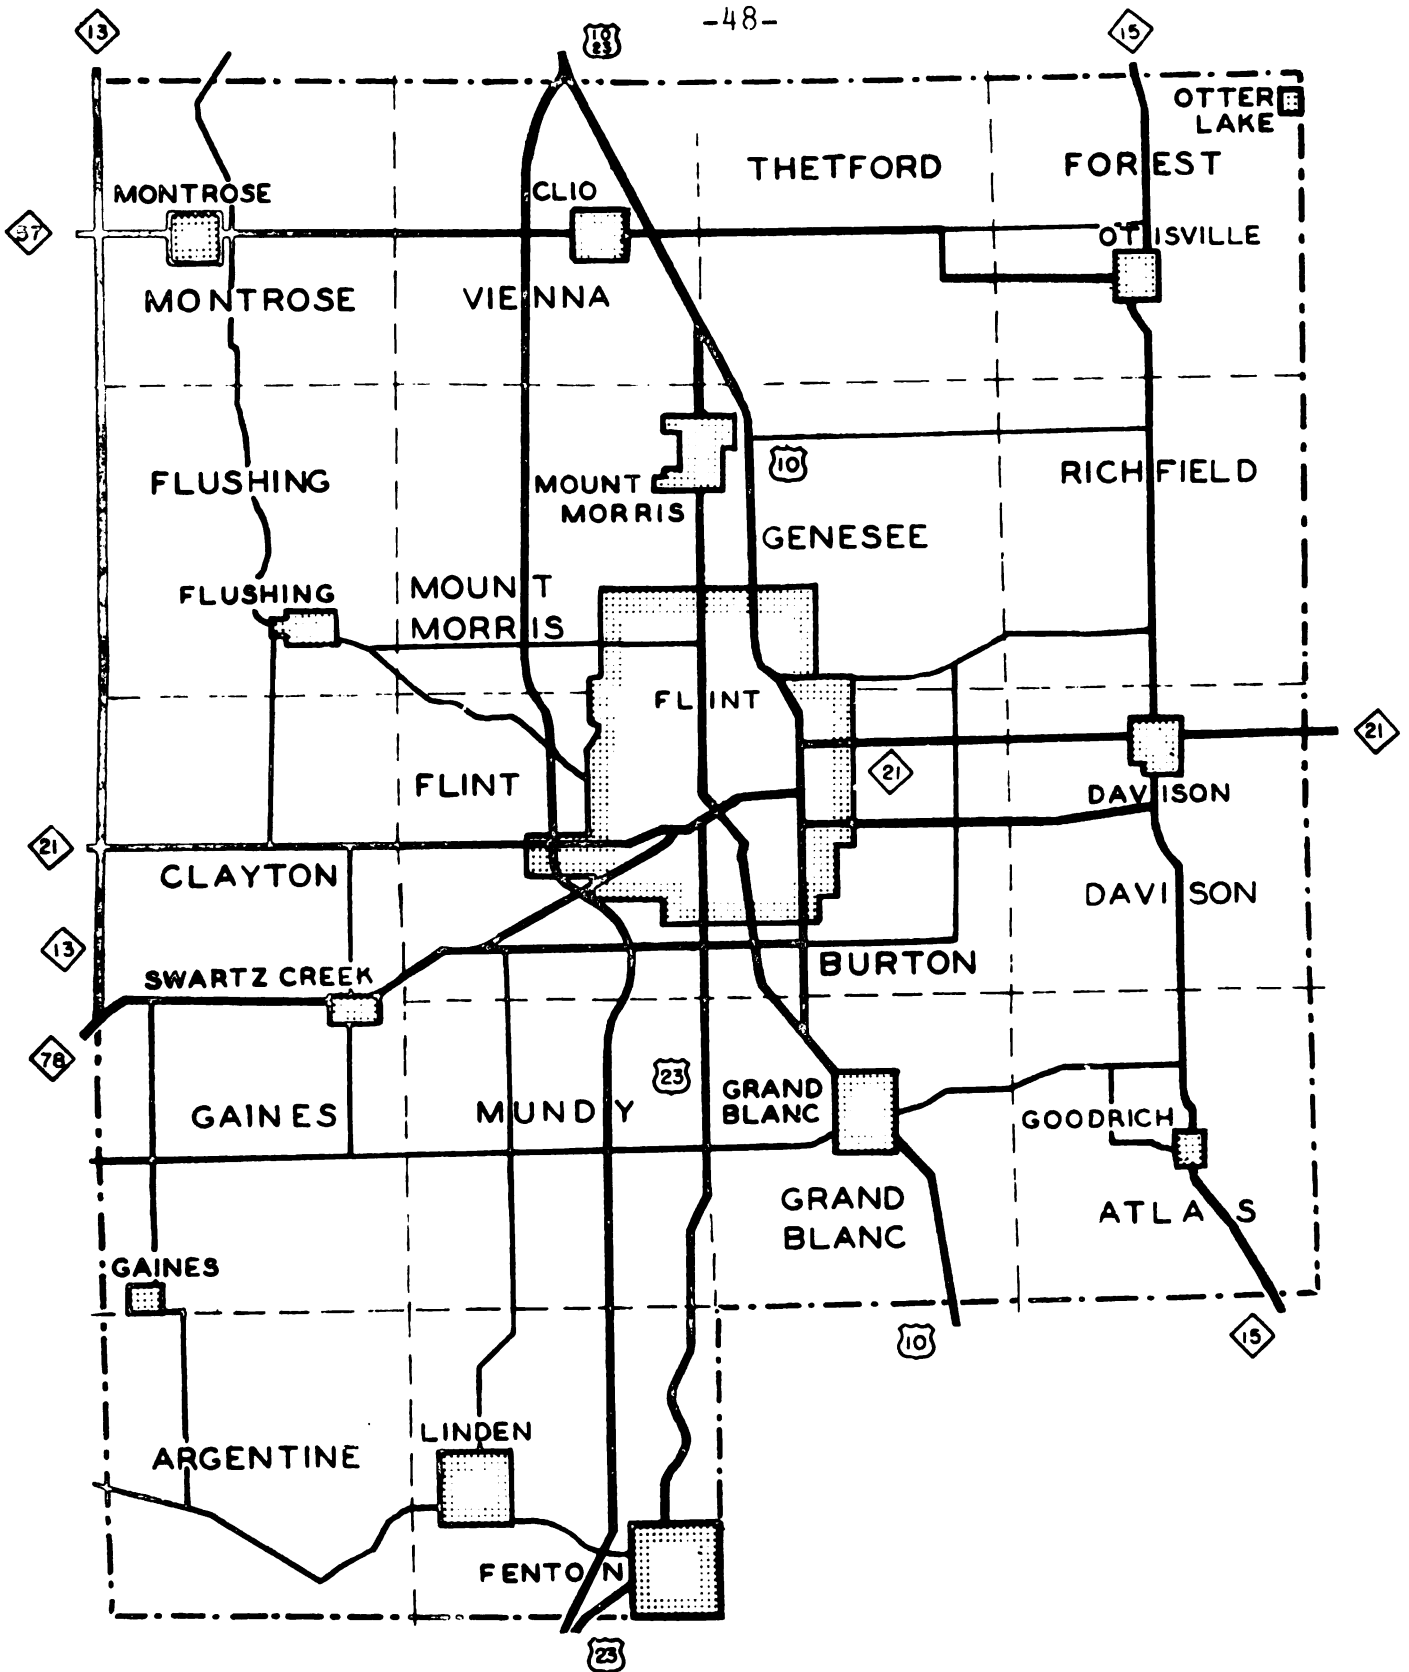 -48-
13
10
23
15
OTTER
LAKE
THETFORD
FOREST
MONTROSE
CLIO
57
OTISVILLE
MONTROSE
VIENNA
10
FLUSHING
RICHFIELD
MOUNT
MORRIS
GENESEE
FLUSHING
MOUNT
MORRIS
FLINT
21
21
FLINT
DAVISON
21
CLAYTON
DAVISON
13
SWARTZ CREEK
BURTON
78
23
GRAND
BLANC
GAINES
MUNDY
GOODRICH
GRAND
BLANC
ATLAS
GAINES
10
15
LINDEN
ARGENTINE
FENTON
23